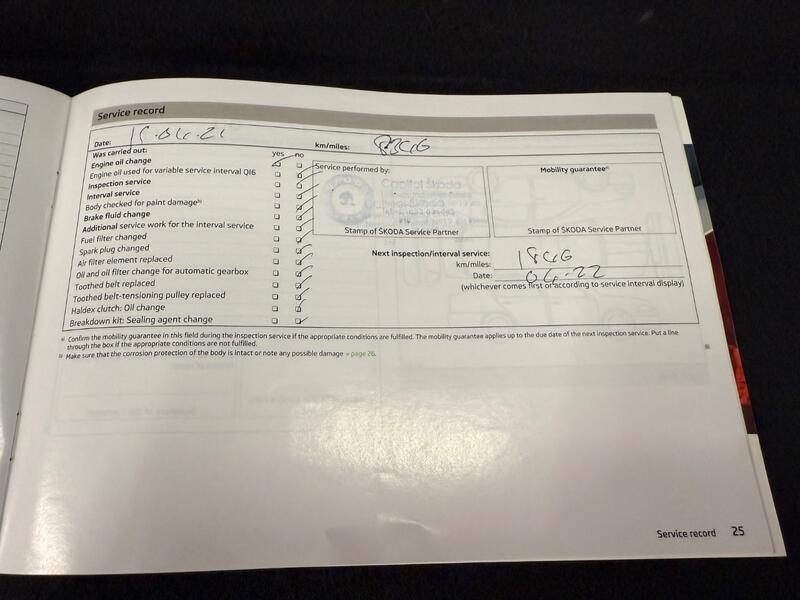 Service record
Date: km/miles:
Was carried out: yes no
Engine oil change
Engine oil used for variable service interval QI6
Inspection service
Interval service
Body checked for paint damage b)
Brake fluid change
Additional service work for the interval service
Fuel filter changed
Spark plug changed
Air filter element replaced
Oil and oil filter change for automatic gearbox
Toothed belt replaced
Toothed belt-tensioning pulley replaced
Haldex clutch: Oil change
Breakdown kit: Sealing agent change
Service performed by:
Capitol Škoda
Stamp of ŠKODA Service Partner
Mobility guarantee a)
Stamp of ŠKODA Service Partner
Next inspection/interval service:
km/miles:
Date: 04-22
(whichever comes first or according to service interval display)
a) Confirm the mobility guarantee in this field during the inspection service if the appropriate conditions are fulfilled. The mobility guarantee applies up to the due date of the next inspection service. Put a line
through the box if the appropriate conditions are not fulfilled.
b) Make sure that the corrosion protection of the body is intact or note any possible damage » page 26.
Service record 25